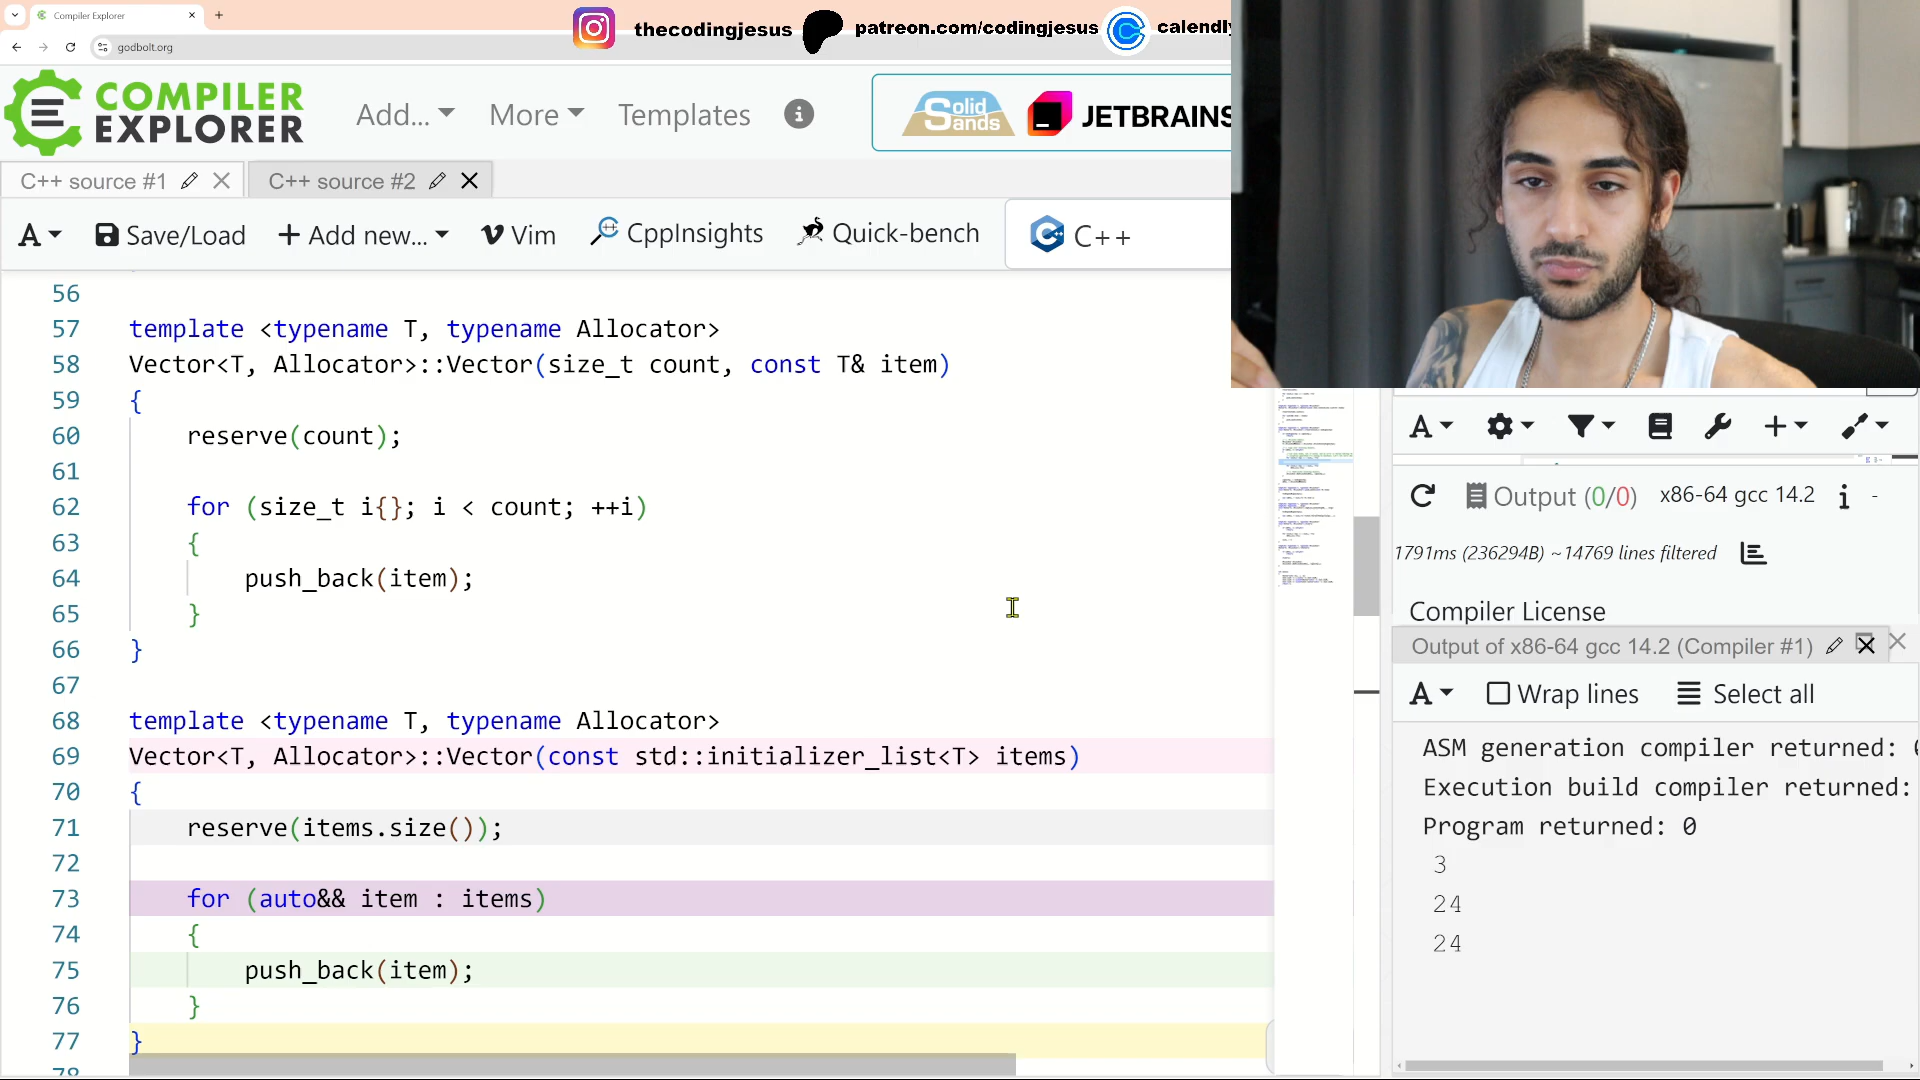 Compiler Explorer
godbolt.org
thecodingjesus
patreon.com/codingjesus
calendly
COMPILER
EXPLORER
Add...
More
Templates
Solid
Sands
JETBRAINS
C++ source #1
C++ source #2
A
Save/Load
+ Add new...
Vim
CppInsights
Quick-bench
C++
56
57 template <typename T, typename Allocator>
58 Vector<T, Allocator>::Vector(size_t count, const T& item)
59 {
60 reserve(count);
61
62 for (size_t i{}; i < count; ++i)
63 {
64 push_back(item);
65 }
66 }
67
68 template <typename T, typename Allocator>
69 Vector<T, Allocator>::Vector(const std::initializer_list<T> items)
70 {
71 reserve(items.size());
72
73 for (auto&& item : items)
74 {
75 push_back(item);
76 }
77 }
78
A
Output (0/0) x86-64 gcc 14.2 i -
1791ms (236294B) ~14769 lines filtered
Compiler License
Output of x86-64 gcc 14.2 (Compiler #1)
A
Wrap lines
Select all
ASM generation compiler returned:
Execution build compiler returned:
Program returned: 0
3
24
24